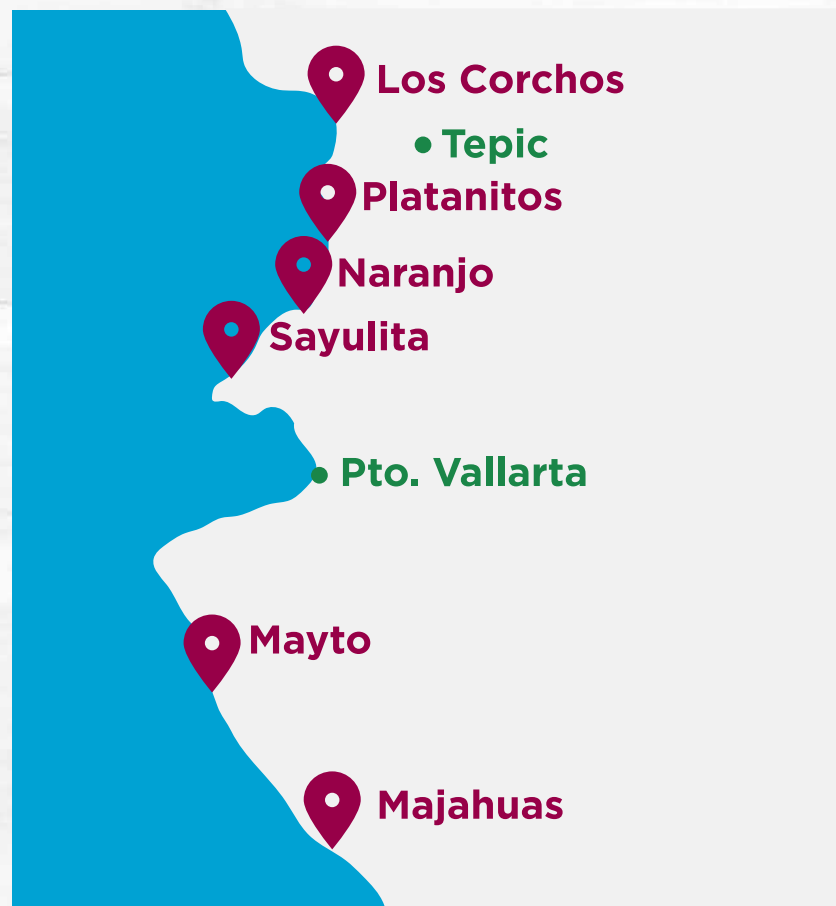 Los Corchos
Tepic
Platanitos
Naranjo
Sayulita
Pto. Vallarta
Mayto
Majahuas